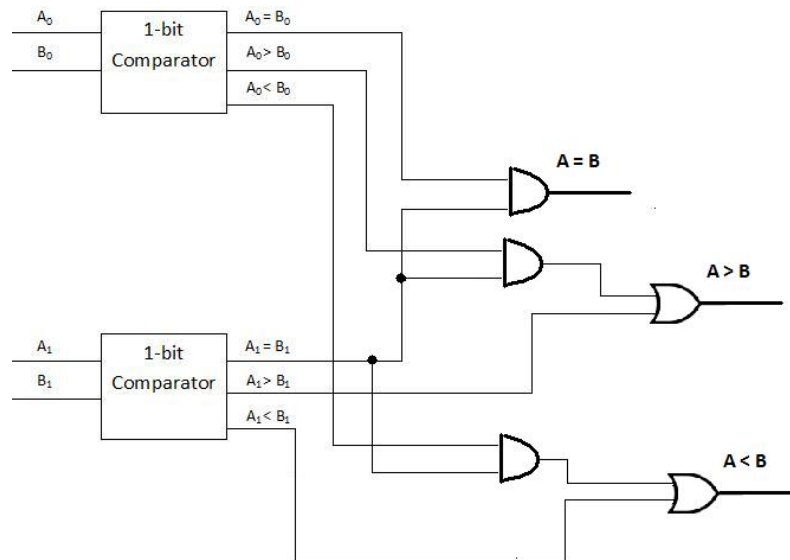 A₀
B₀
1-bit
Comparator
A₀ = B₀
A₀ > B₀
A₀ < B₀
A = B
A > B
A₁
B₁
1-bit
Comparator
A₁ = B₁
A₁ > B₁
A₁ < B₁
A < B